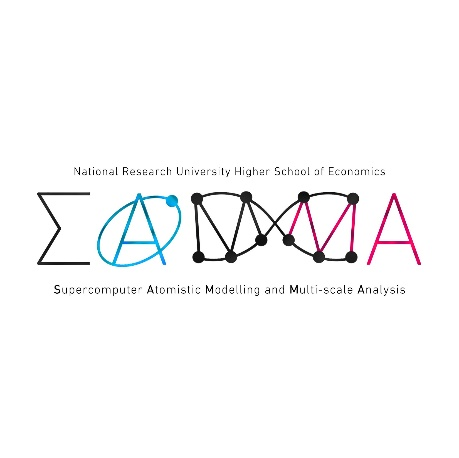 National Research University Higher School of Economics
ΣAMMA
Supercomputer Atomistic Modelling and Multi-scale Analysis